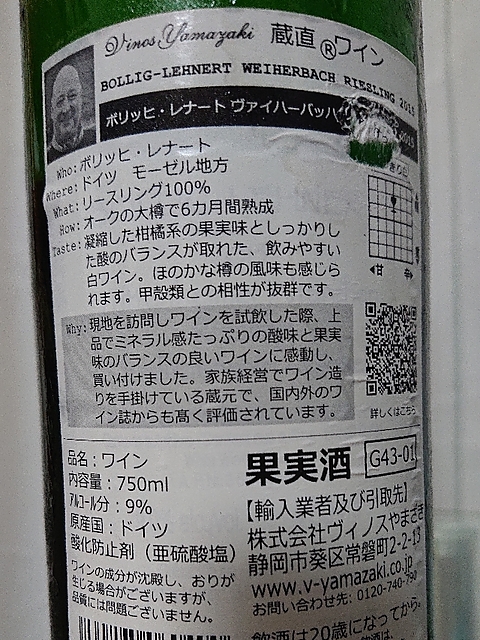 Vinos Yamazaki 蔵直®ワイン
BOLLIG-LEHNERT WEIHERBACH RIESLING 2015
ボリッヒ・レナート ヴァイハーバッハ
Who:ボリッヒ・レナート
Where:ドイツ モーゼル地方
What:リースリング100%
How:オークの大樽で6カ月間熟成
Taste:凝縮した柑橘系の果実味としっかりし
た酸のバランスが取れた、飲みやすい
白ワイン。ほのかな樽の風味も感じら
れます。甲殻類との相性が抜群です。
◀甘 辛▶
Why:現地を訪問しワインを試飲した際、上
品でミネラル感たっぷりの酸味と果実
味のバランスの良いワインに感動し、
買い付けました。家族経営でワイン造
りを手掛けている蔵元で、国内外のワ
イン誌からも高く評価されています。
詳しくはこちら
品名:ワイン
内容量:750ml
アルコール分:9%
原産国:ドイツ
酸化防止剤(亜硫酸塩)
ワインの成分が沈殿し、おりが
生じる場合がございますが、
品質には問題ございません。
果実酒 G43-01
【輸入業者及び引取先】
株式会社ヴィノスやまざき
静岡市葵区常磐町2-2-13
www.v-yamazaki.co.jp
お問い合わせ先:0120-740-790
飲酒は20歳になってから。